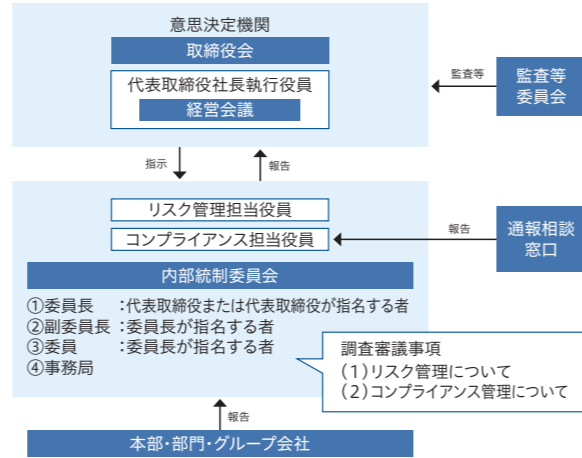 意思決定機関
取締役会
代表取締役社長執行役員
経営会議
監査等
監査等
委員会
指示
報告
リスク管理担当役員
コンプライアンス担当役員
報告
通報相談
窓口
内部統制委員会
①委員長　：代表取締役または代表取締役が指名する者
②副委員長：委員長が指名する者
③委員　　：委員長が指名する者
④事務局
調査審議事項
（1）リスク管理について
（2）コンプライアンス管理について
報告
本部・部門・グループ会社